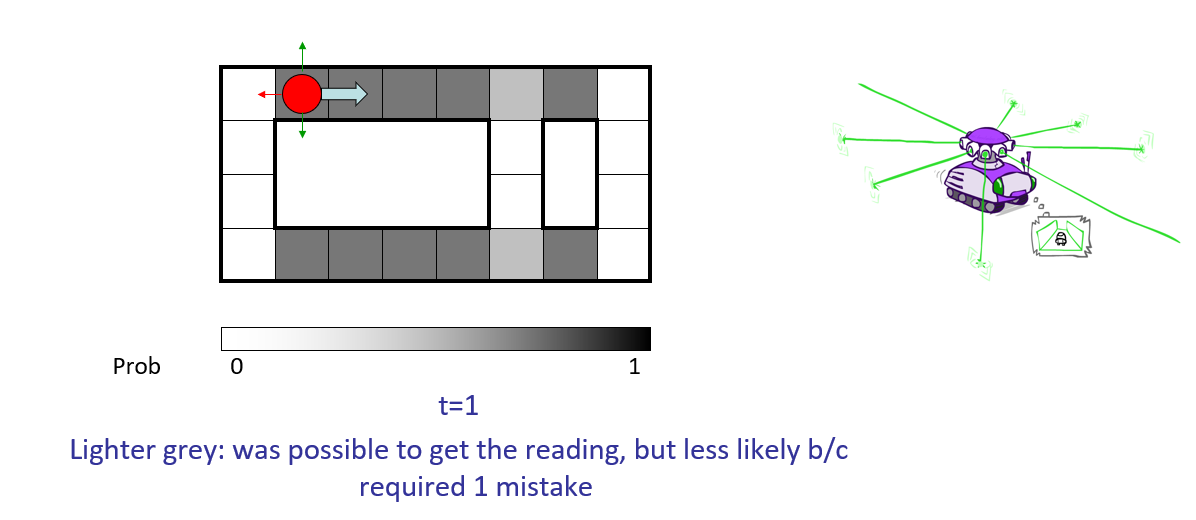 Prob
0
1
t=1
Lighter grey: was possible to get the reading, but less likely b/c
required 1 mistake